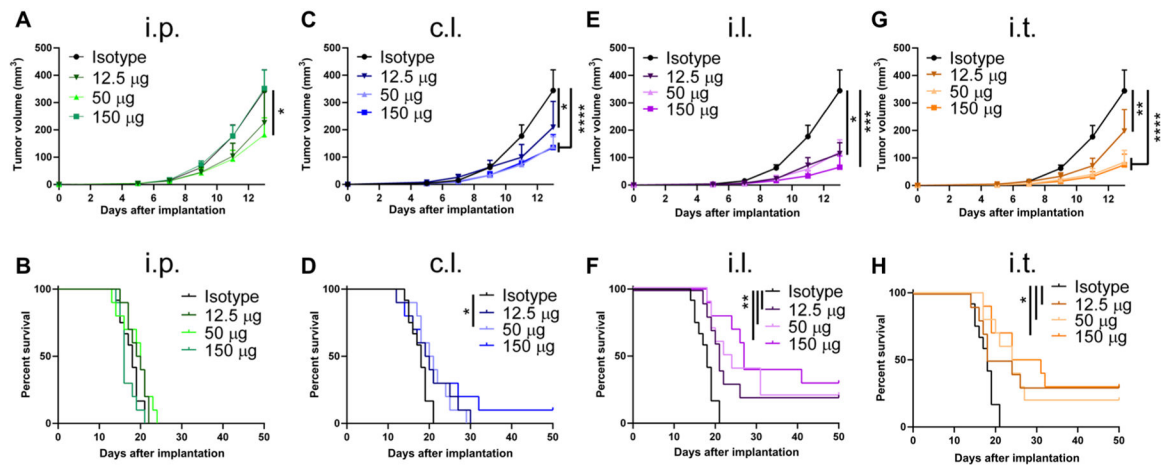 A
i.p.
Tumor volume (mm³)
500
400
300
200
100
0
Isotype
12.5 µg
50 µg
150 µg
*
0 2 4 6 8 10 12
Days after implantation
C
c.l.
Tumor volume (mm³)
500
400
300
200
100
0
Isotype
12.5 µg
50 µg
150 µg
*
****
0 2 4 6 8 10 12
Days after implantation
E
i.l.
Tumor volume (mm³)
500
400
300
200
100
0
Isotype
12.5 µg
50 µg
150 µg
*
***
0 2 4 6 8 10 12
Days after implantation
G
i.t.
Tumor volume (mm³)
500
400
300
200
100
0
Isotype
12.5 µg
50 µg
150 µg
**
****
0 2 4 6 8 10 12
Days after implantation
B
i.p.
Percent survival
100
50
0
Isotype
12.5 µg
50 µg
150 µg
0 10 20 30 40 50
Days after implantation
D
c.l.
Percent survival
100
50
0
*
Isotype
12.5 µg
50 µg
150 µg
0 10 20 30 40 50
Days after implantation
F
i.l.
Percent survival
100
50
0
**
Isotype
12.5 µg
50 µg
150 µg
0 10 20 30 40 50
Days after implantation
H
i.t.
Percent survival
100
50
0
*
Isotype
12.5 µg
50 µg
150 µg
0 10 20 30 40 50
Days after implantation